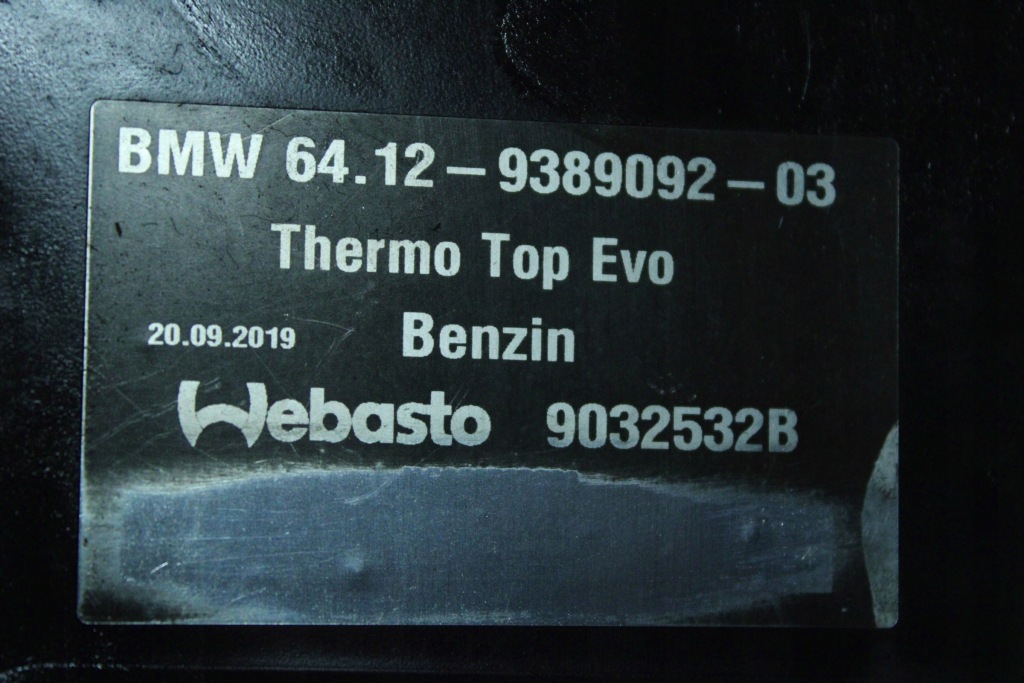 BMW 64.12-9389092-03
Thermo Top Evo
20.09.2019 Benzin
Webasto 9032532B